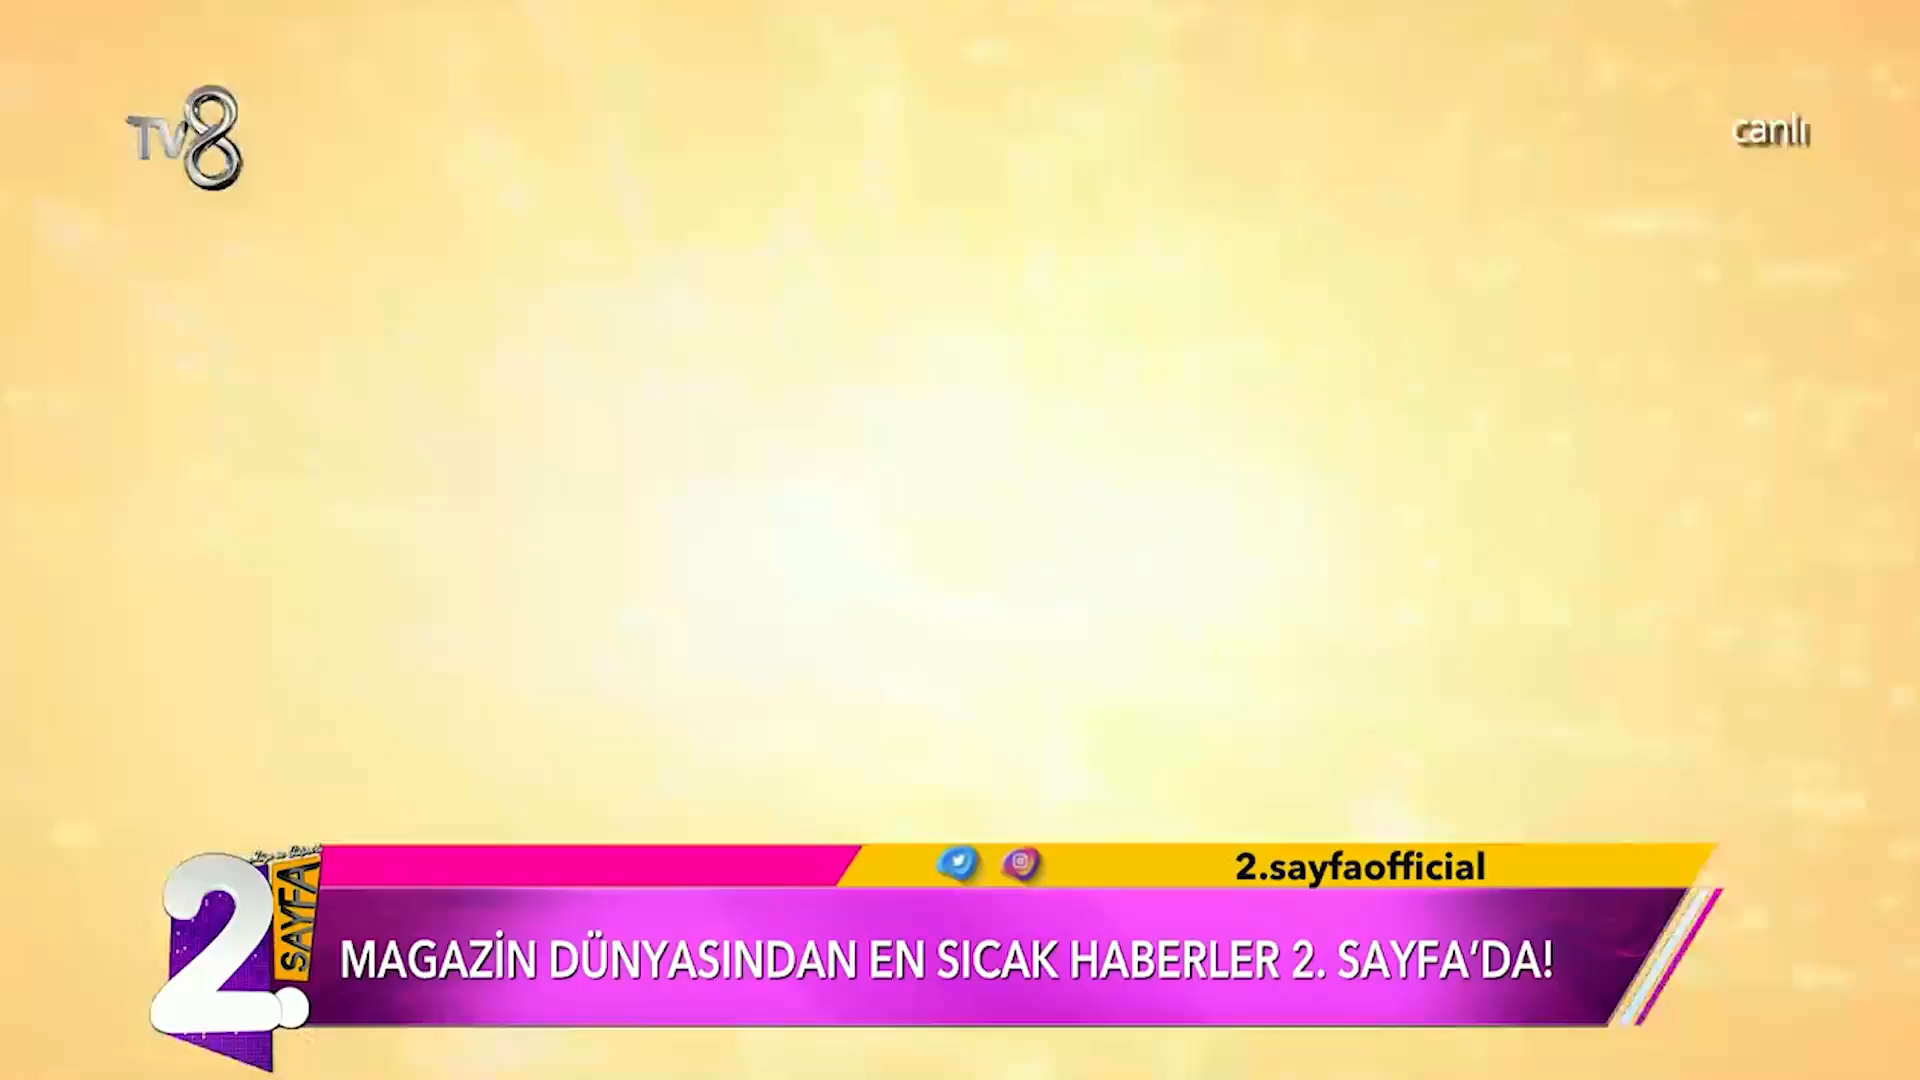 TV8
canlı
2.sayfaofficial
2. SAYFA
MAGAZİN DÜNYASINDAN EN SICAK HABERLER 2. SAYFA'DA!